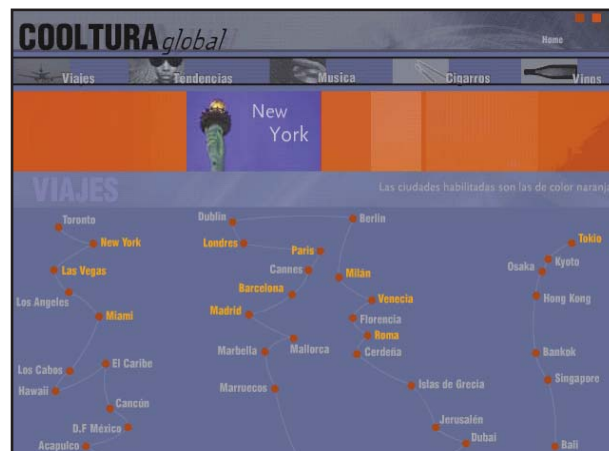 COOLTURA global
Home
Viajes Tendencias Musica Cigarros Vinos
New
York
VIAJES
Las ciudades habilitadas son las de color naranja
Toronto
New York
Las Vegas
Los Angeles
Miami
Los Cabos
El Caribe
Hawaii
Cancún
D.F México
Acapulco
Dublin
Berlin
Londres
Paris
Cannes
Milán
Barcelona
Venecia
Madrid
Florencia
Roma
Marbella
Mallorca
Cerdeña
Marruecos
Islas de Grecia
Jerusalén
Dubai
Tokio
Kyoto
Osaka
Hong Kong
Bankok
Singapore
Bali